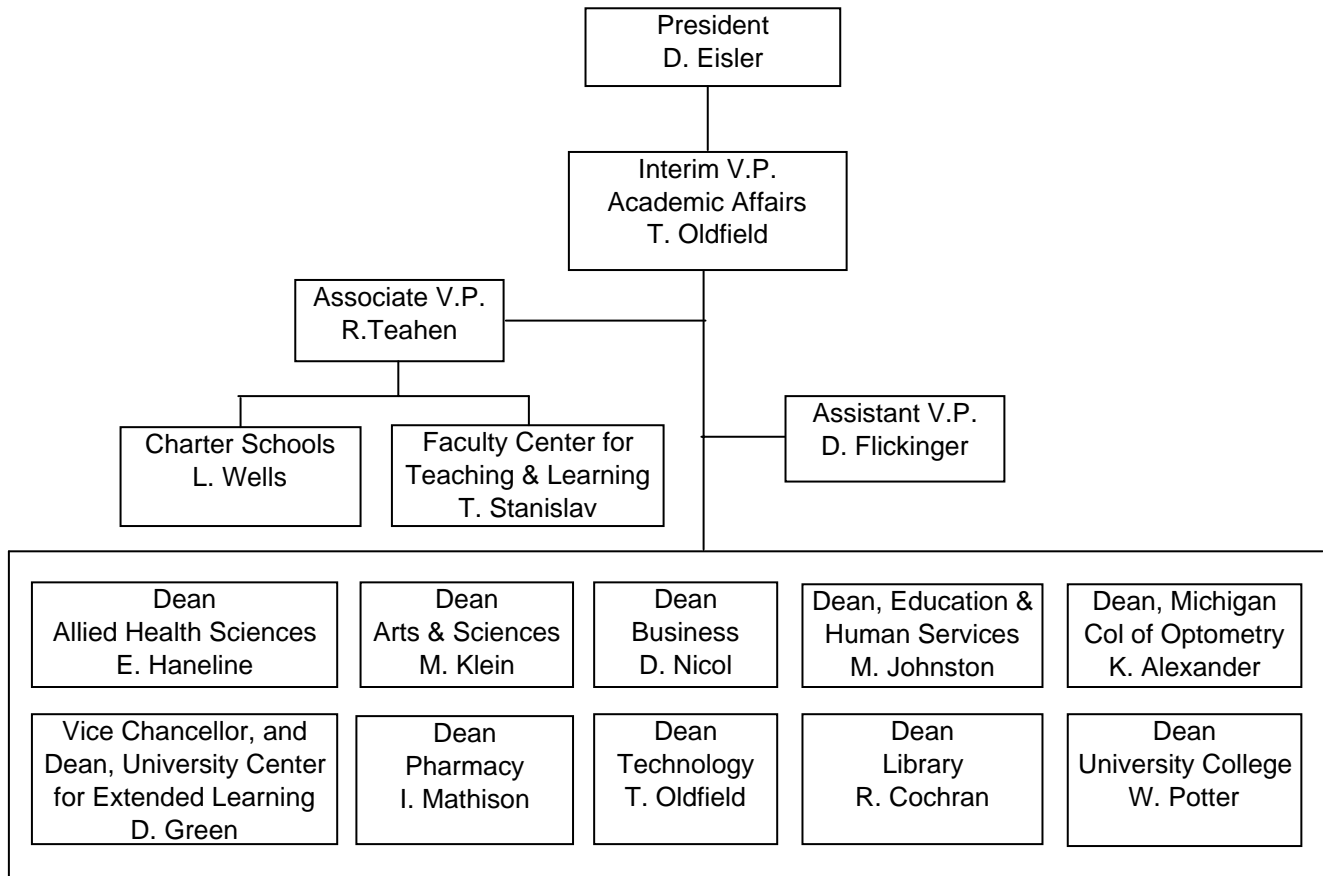 President
D. Eisler
Interim V.P.
Academic Affairs
T. Oldfield
Associate V.P.
R.Teahen
Charter Schools
L. Wells
Faculty Center for
Teaching & Learning
T. Stanislav
Assistant V.P.
D. Flickinger
Dean
Allied Health Sciences
E. Haneline
Dean
Arts & Sciences
M. Klein
Dean
Business
D. Nicol
Dean, Education &
Human Services
M. Johnston
Dean, Michigan
Col of Optometry
K. Alexander
Vice Chancellor, and
Dean, University Center
for Extended Learning
D. Green
Dean
Pharmacy
I. Mathison
Dean
Technology
T. Oldfield
Dean
Library
R. Cochran
Dean
University College
W. Potter